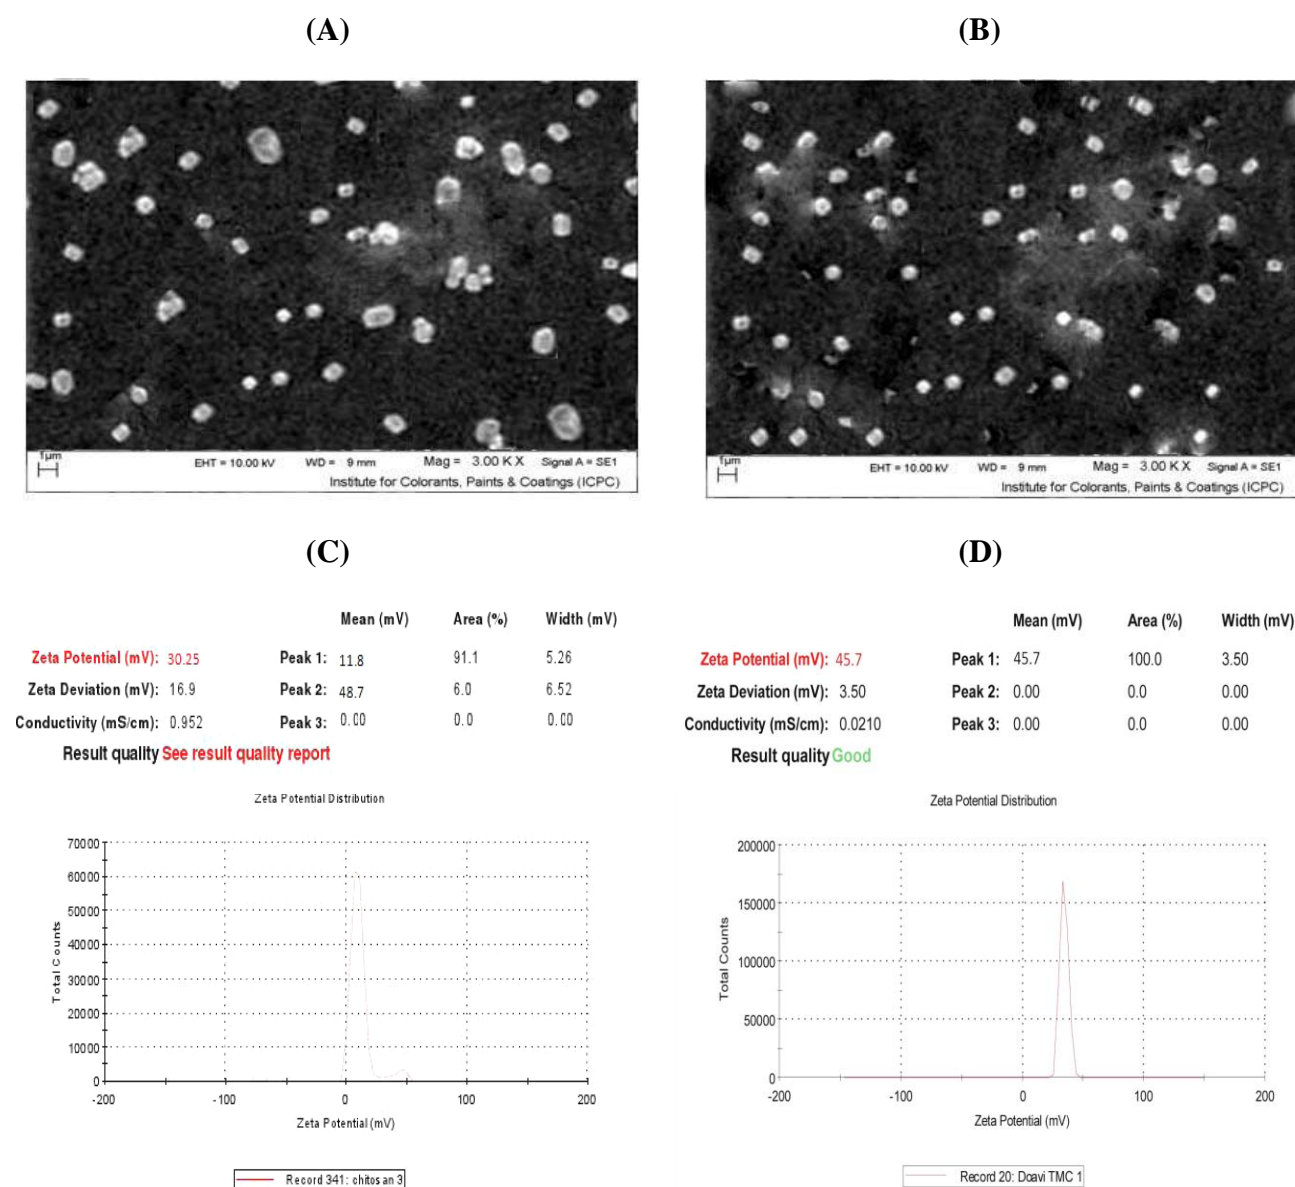 (A)
(B)
1µm
EHT = 10.00 kV WD = 9 mm Mag = 3.00 K X Signal A = SE1
Institute for Colorants, Paints & Coatings (ICPC)
1µm
EHT = 10.00 kV WD = 9 mm Mag = 3.00 K X Signal A = SE1
Institute for Colorants, Paints & Coatings (ICPC)
(C)
Mean (mV) Area (%) Width (mV)
Zeta Potential (mV): 30.25 Peak 1: 11.8 91.1 5.26
Zeta Deviation (mV): 16.9 Peak 2: 48.7 6.0 6.52
Conductivity (mS/cm): 0.952 Peak 3: 0.00 0.0 0.00
Result quality See result quality report
Zeta Potential Distribution
70000
60000
50000
40000
30000
20000
10000
0
Total Counts
-200 -100 0 100 200
Zeta Potential (mV)
Record 341: chitosan 3
(D)
Mean (mV) Area (%) Width (mV)
Zeta Potential (mV): 45.7 Peak 1: 45.7 100.0 3.50
Zeta Deviation (mV): 3.50 Peak 2: 0.00 0.0 0.00
Conductivity (mS/cm): 0.0210 Peak 3: 0.00 0.0 0.00
Result quality Good
Zeta Potential Distribution
200000
150000
100000
50000
0
Total Counts
-200 -100 0 100 200
Zeta Potential (mV)
Record 20: Doavi TMC 1